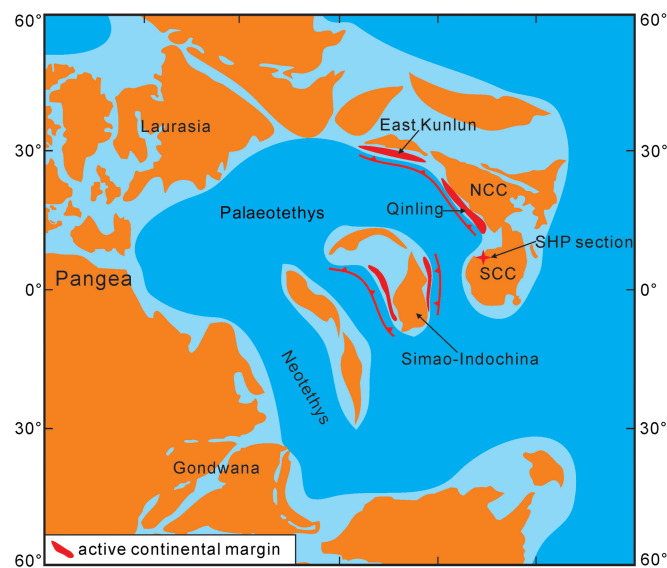 60°
60°
Laurasia
East Kunlun
30°
30°
NCC
Palaeotethys
Qinling
SHP section
Pangea
SCC
0°
0°
Simao-Indochina
Neotethys
30°
30°
Gondwana
active continental margin
60°
60°